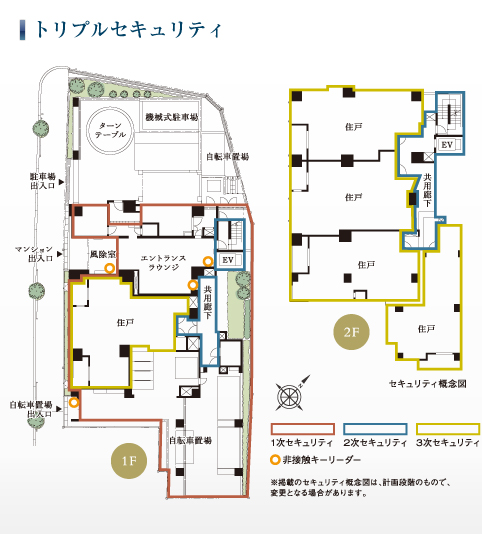 トリプルセキュリティ
機械式駐車場
ターン
テーブル
自転車置場
駐車場
出入口
マンション
出入口
風除室
エントランス
ラウンジ
EV
共用廊下
住戸
自転車置場
出入口
自転車置場
1F
住戸
EV
共用廊下
住戸
住戸
住戸
2F
セキュリティ概念図
1次セキュリティ
2次セキュリティ
3次セキュリティ
非接触キーリーダー
※掲載のセキュリティ概念図は、計画段階のもので、
変更となる場合があります。